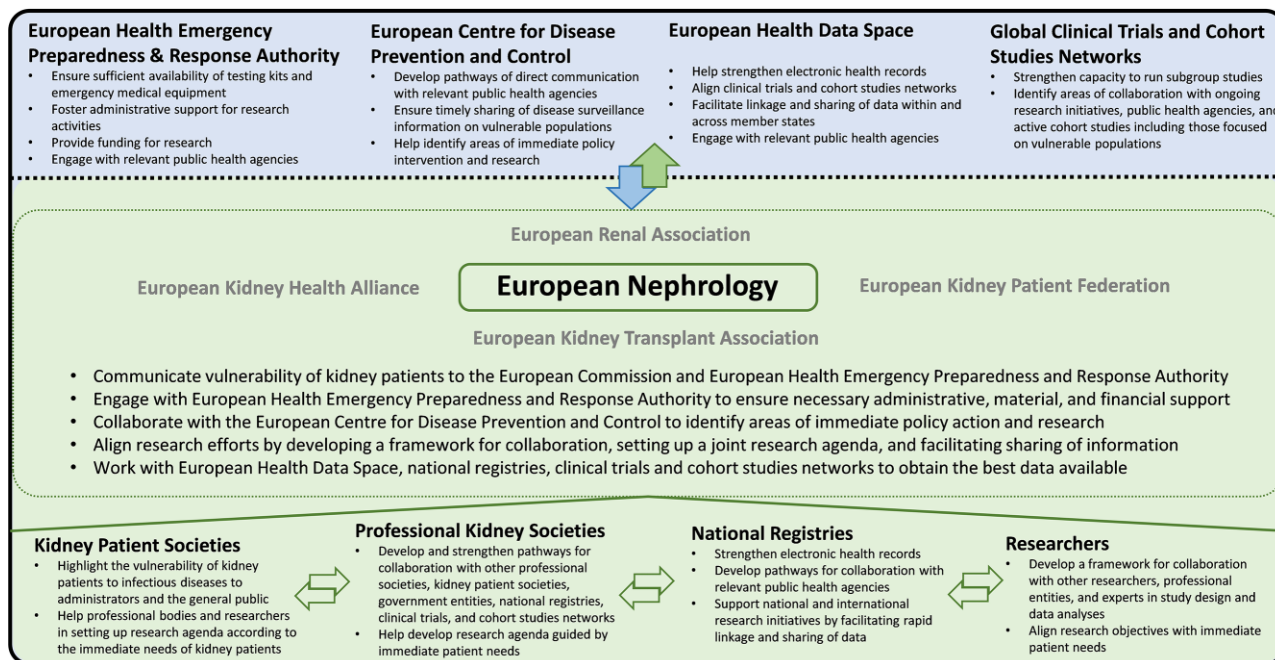 European Health Emergency
Preparedness & Response Authority
• Ensure sufficient availability of testing kits and
emergency medical equipment
• Foster administrative support for research
activities
• Provide funding for research
• Engage with relevant public health agencies
European Centre for Disease
Prevention and Control
• Develop pathways of direct communication
with relevant public health agencies
• Ensure timely sharing of disease surveillance
information on vulnerable populations
• Help identify areas of immediate policy
intervention and research
European Health Data Space
• Help strengthen electronic health records
• Align clinical trials and cohort studies networks
• Facilitate linkage and sharing of data within and
across member states
• Engage with relevant public health agencies
Global Clinical Trials and Cohort
Studies Networks
• Strengthen capacity to run subgroup studies
• Identify areas of collaboration with ongoing
research initiatives, public health agencies, and
active cohort studies including those focused
on vulnerable populations
European Renal Association
European Kidney Health Alliance
European Nephrology
European Kidney Patient Federation
European Kidney Transplant Association
• Communicate vulnerability of kidney patients to the European Commission and European Health Emergency Preparedness and Response Authority
• Engage with European Health Emergency Preparedness and Response Authority to ensure necessary administrative, material, and financial support
• Collaborate with the European Centre for Disease Prevention and Control to identify areas of immediate policy action and research
• Align research efforts by developing a framework for collaboration, setting up a joint research agenda, and facilitating sharing of information
• Work with European Health Data Space, national registries, clinical trials and cohort studies networks to obtain the best data available
Kidney Patient Societies
• Highlight the vulnerability of kidney
patients to infectious diseases to
administrators and the general public
• Help professional bodies and researchers
in setting up research agenda according to
the immediate needs of kidney patients
Professional Kidney Societies
• Develop and strengthen pathways for
collaboration with other professional
societies, kidney patient societies,
government entities, national registries,
clinical trials, and cohort studies networks
• Help develop research agenda guided by
immediate patient needs
National Registries
• Strengthen electronic health records
• Develop pathways for collaboration with
relevant public health agencies
• Support national and international
research initiatives by facilitating rapid
linkage and sharing of data
Researchers
• Develop a framework for collaboration
with other researchers, professional
entities, and experts in study design and
data analyses
• Align research objectives with immediate
patient needs